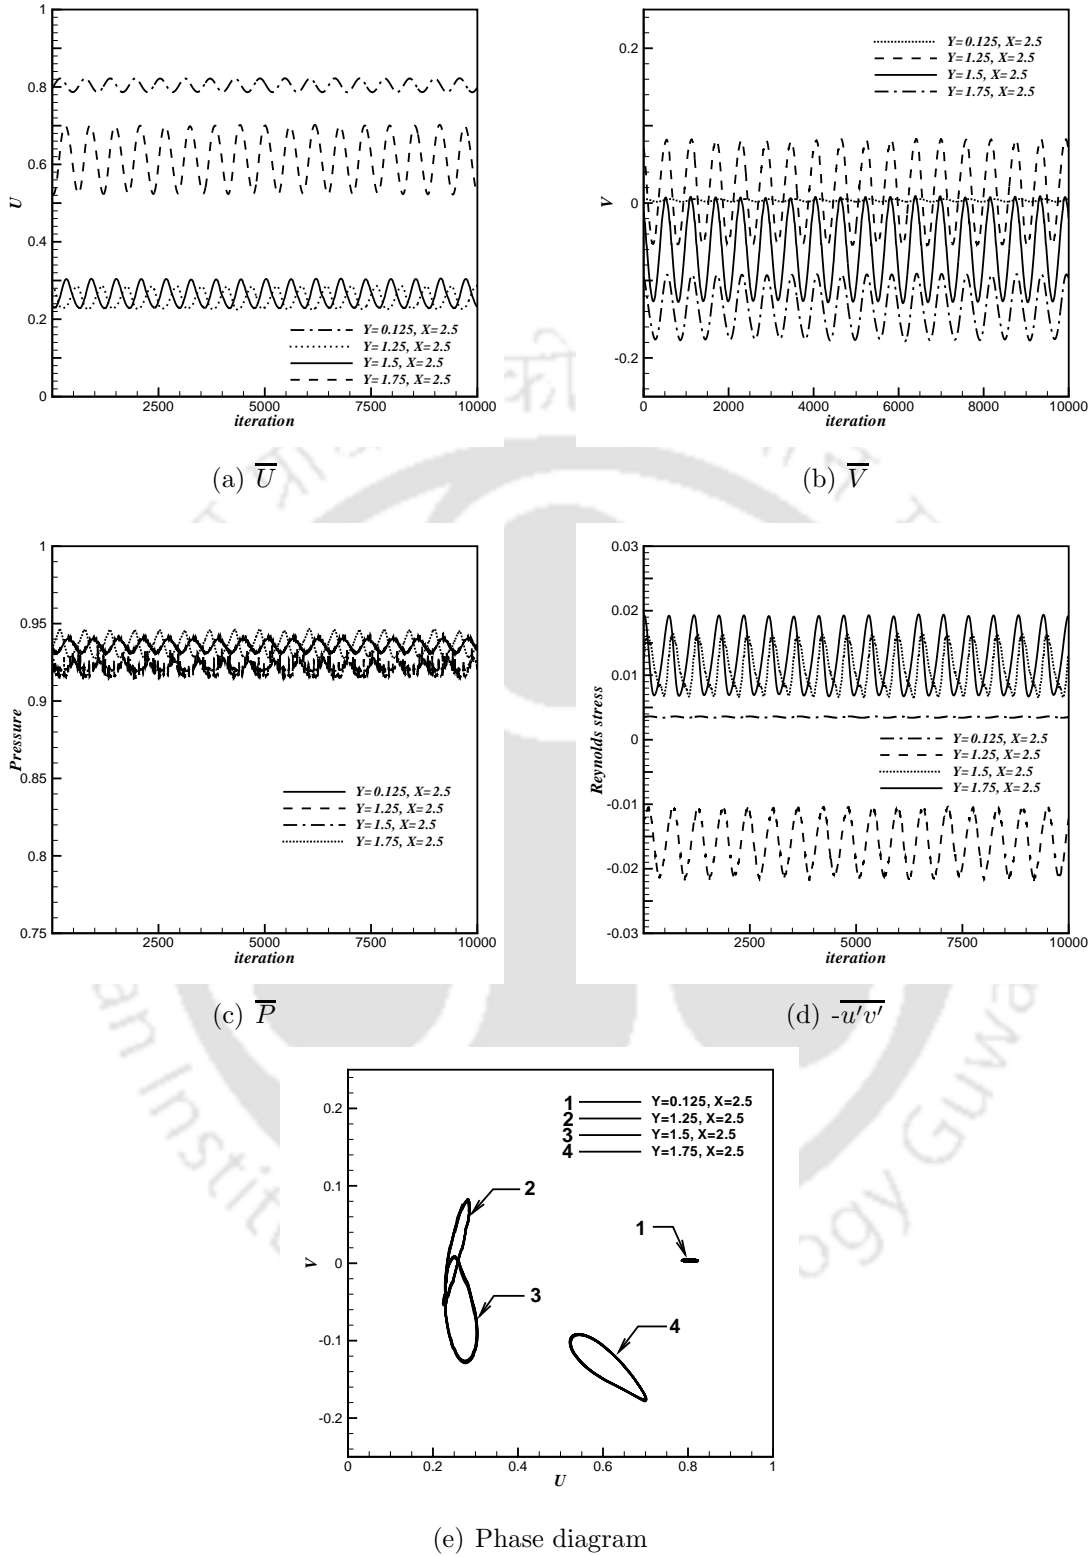 1
0.8
0.6
U
0.4
0.2
0
2500 5000 7500 10000
iteration
Y=0.125, X=2.5
Y=1.25, X=2.5
Y=1.5, X=2.5
Y=1.75, X=2.5
(a) U̅
0.2
V
0
-0.2
0 2000 4000 6000 8000 10000
iteration
Y=0.125, X=2.5
Y=1.25, X=2.5
Y=1.5, X=2.5
Y=1.75, X=2.5
(b) V̅
1
0.95
0.9
Pressure
0.85
0.8
0.75
2500 5000 7500 10000
iteration
Y=0.125, X=2.5
Y=1.25, X=2.5
Y=1.5, X=2.5
Y=1.75, X=2.5
(c) P̅
0.03
0.02
0.01
Reynolds stress
0
-0.01
-0.02
-0.03
2500 5000 7500 10000
iteration
Y=0.125, X=2.5
Y=1.25, X=2.5
Y=1.5, X=2.5
Y=1.75, X=2.5
(d) -u̅'̅v̅'̅
0.2
0.1
V
0
-0.1
-0.2
0 0.2 0.4 0.6 0.8 1
U
1 Y=0.125, X=2.5
2 Y=1.25, X=2.5
3 Y=1.5, X=2.5
4 Y=1.75, X=2.5
2
1
3
4
(e) Phase diagram